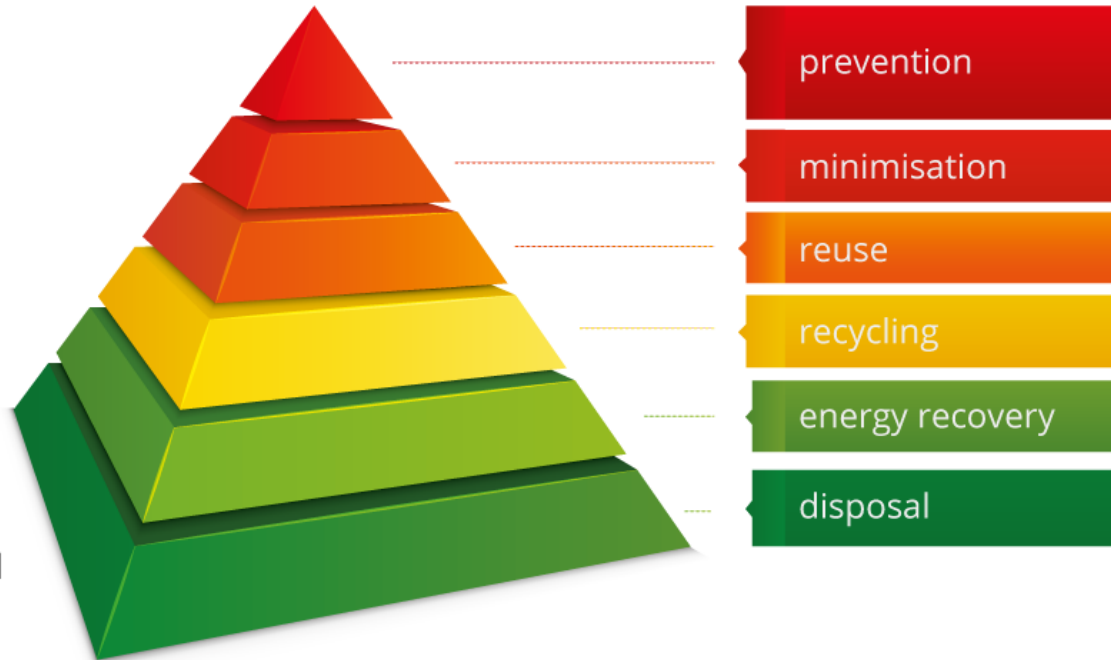 prevention
minimisation
reuse
recycling
energy recovery
disposal